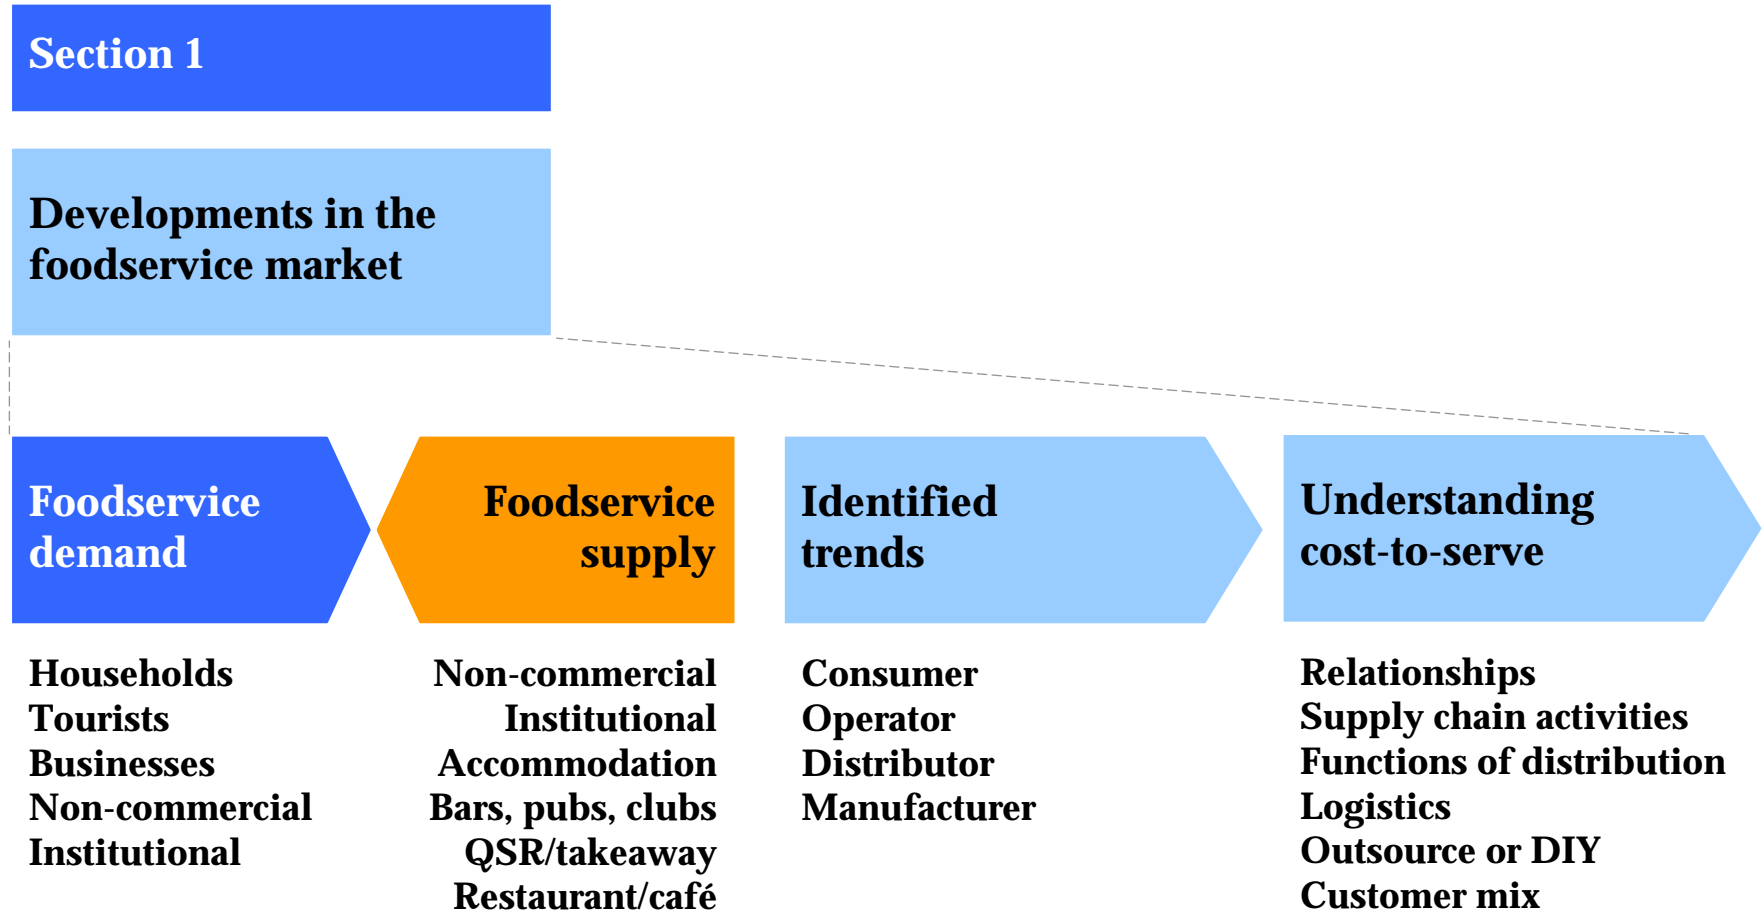 Section 1
Developments in the
foodservice market
Foodservice
demand
Households
Tourists
Businesses
Non-commercial
Institutional
Foodservice
supply
Non-commercial
Institutional
Accommodation
Bars, pubs, clubs
QSR/takeaway
Restaurant/café
Identified
trends
Consumer
Operator
Distributor
Manufacturer
Understanding
cost-to-serve
Relationships
Supply chain activities
Functions of distribution
Logistics
Outsource or DIY
Customer mix